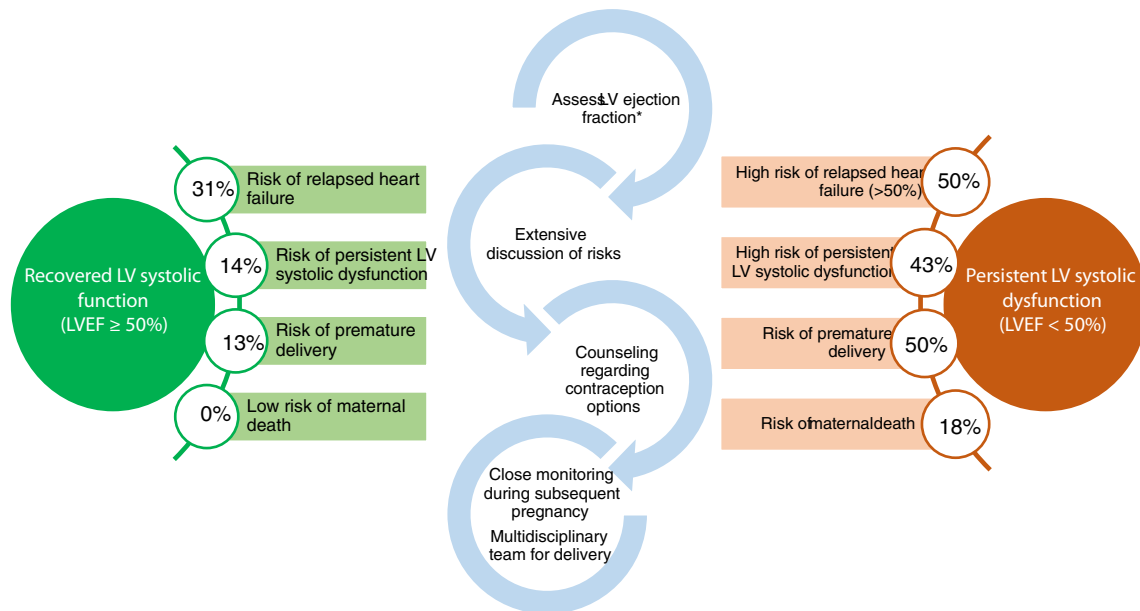 Recovered LV systolic
function
(LVEF ≥ 50%)
31%
Risk of relapsed heart
failure
14%
Risk of persistent LV
systolic dysfunction
13%
Risk of premature
delivery
0%
Low risk of maternal
death
Assess LV ejection
fraction*
Extensive
discussion of risks
Counseling
regarding
contraception
options
Close monitoring
during subsequent
pregnancy
Multidisciplinary
team for delivery
High risk of relapsed hear
failure (>50%)
50%
High risk of persistent
LV systolic dysfunction
43%
Risk of premature
delivery
50%
Risk of maternal death
18%
Persistent LV systolic
dysfunction
(LVEF < 50%)